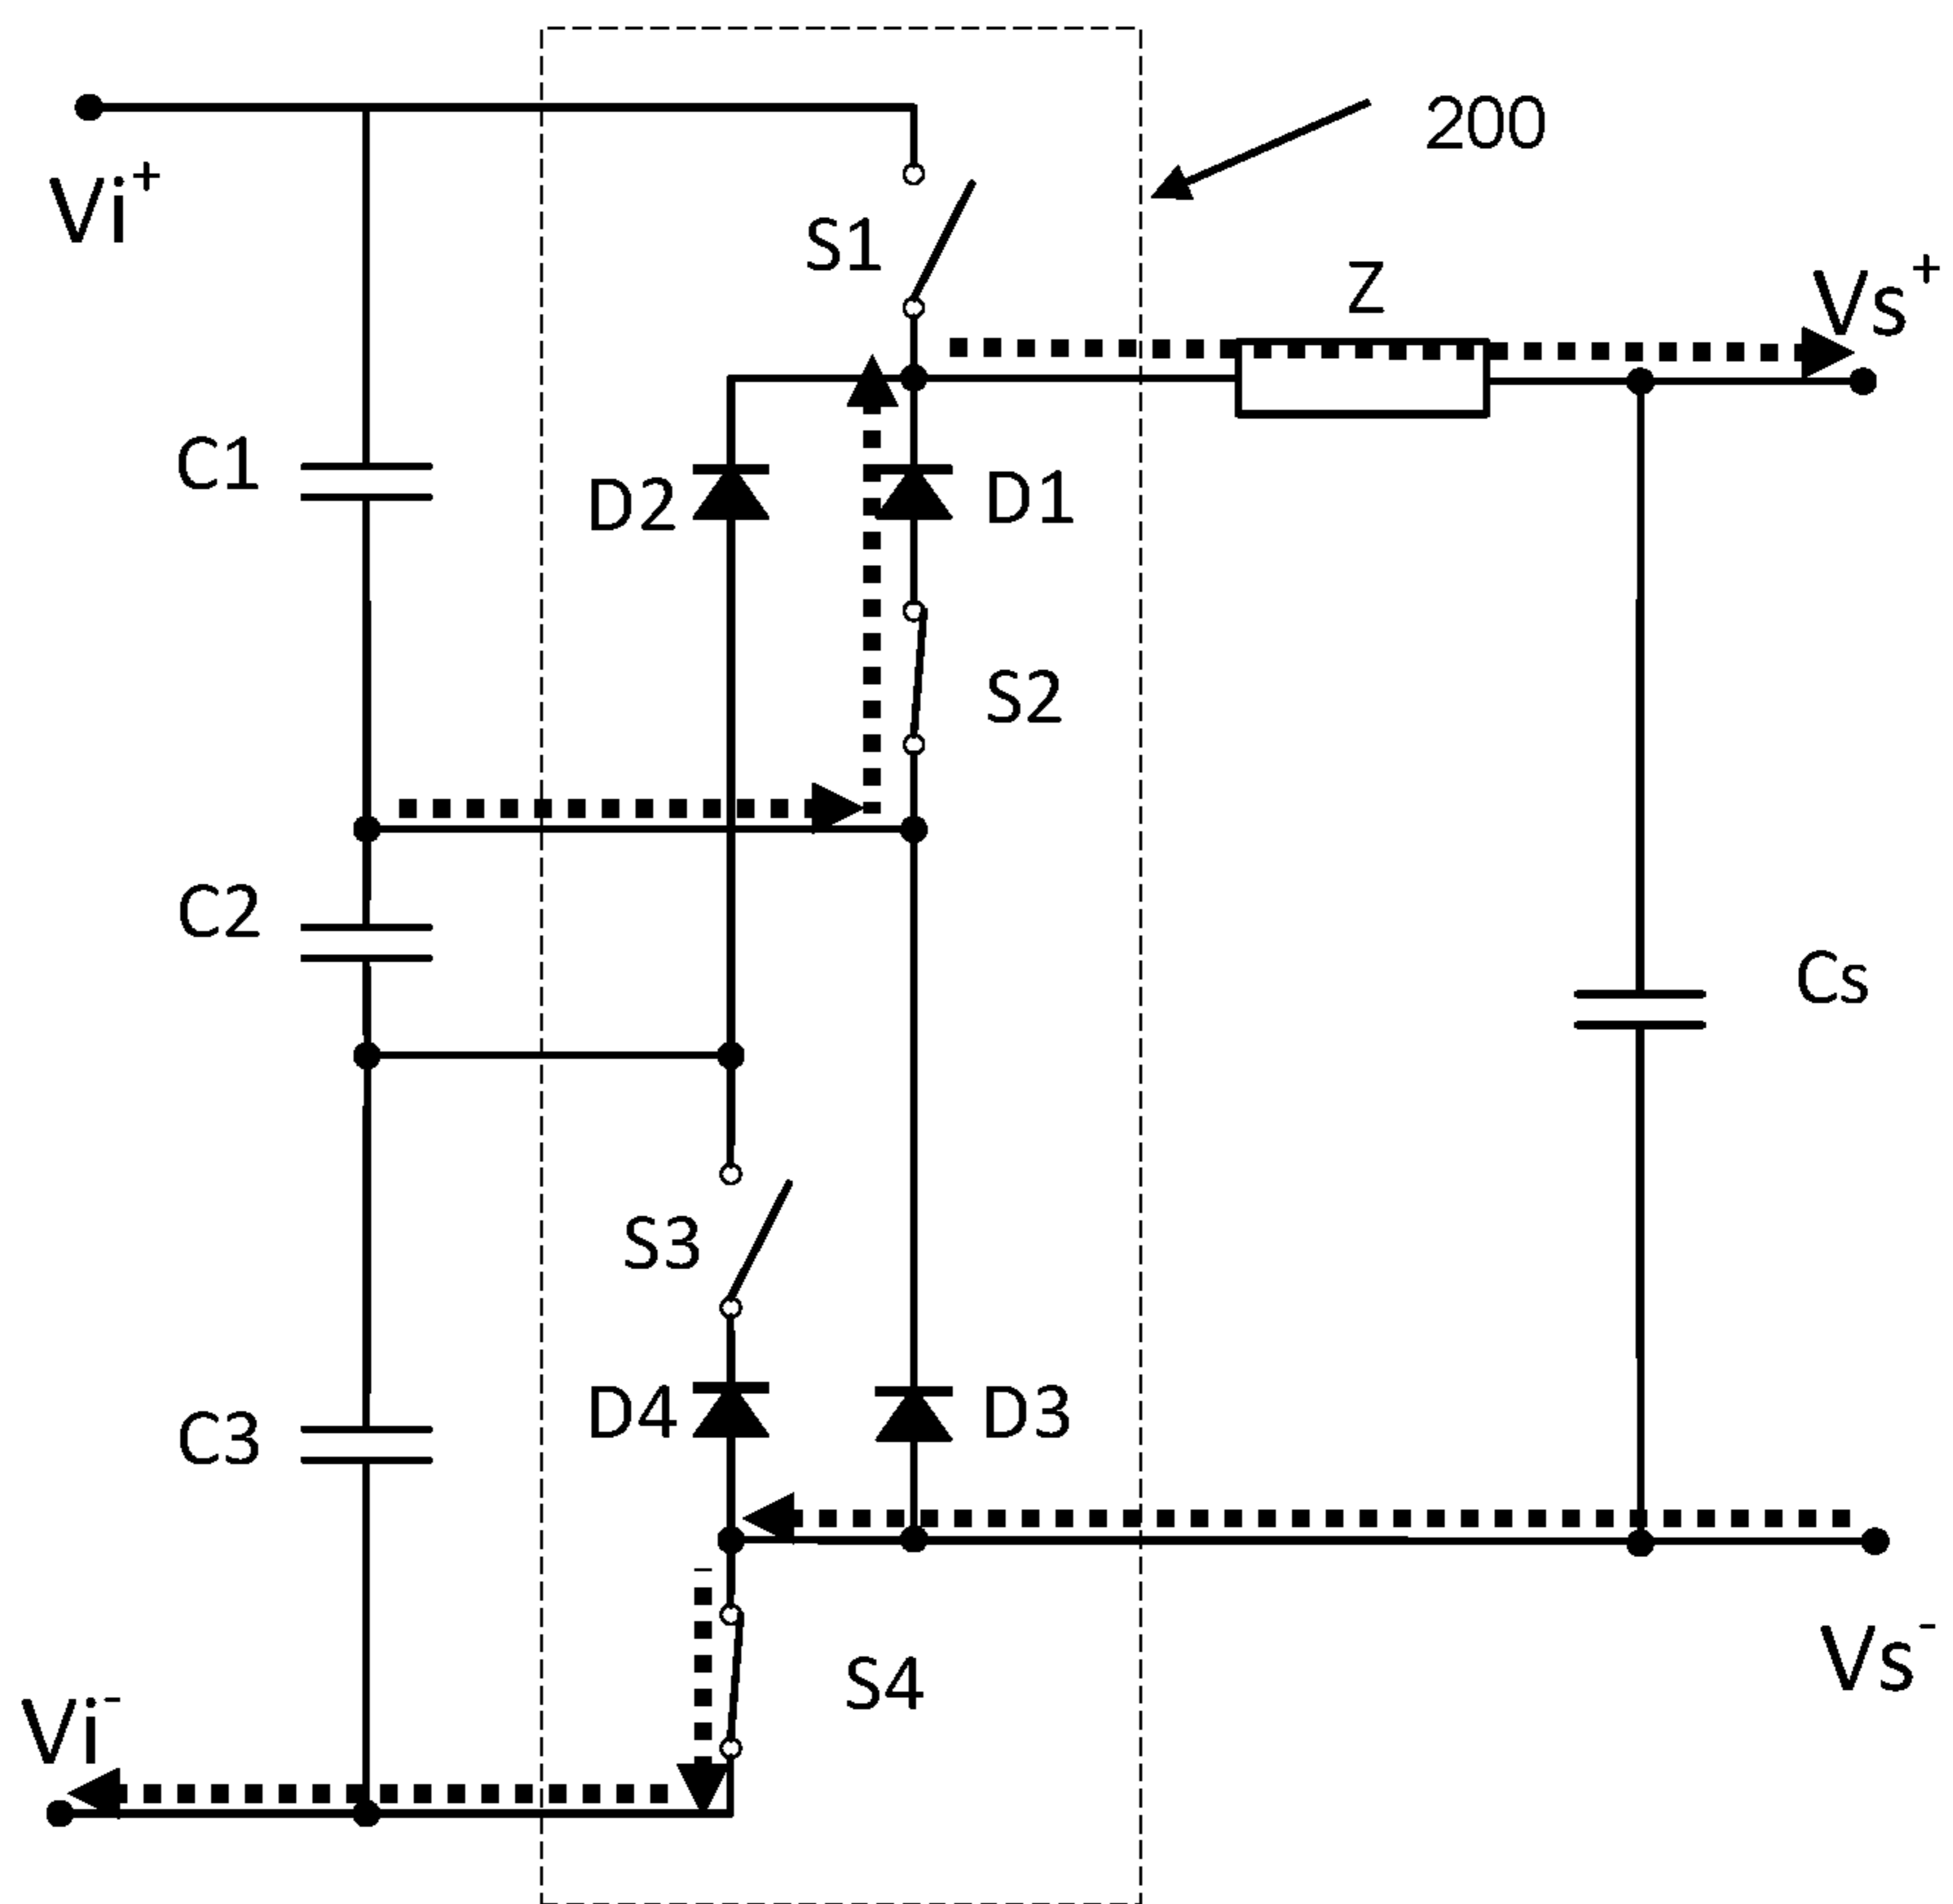 200
Vi+
S1
Z
Vs+
C1
D2
D1
S2
C2
Cs
S3
C3
D4
D3
S4
Vs-
Vi-